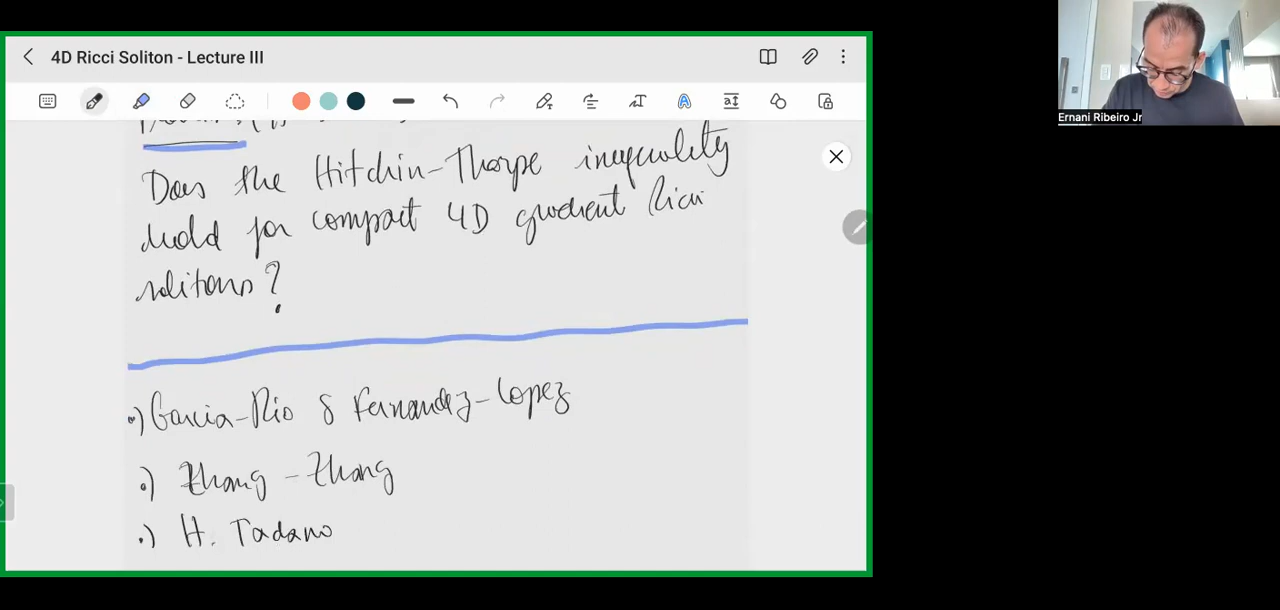 4D Ricci Soliton - Lecture III
Ernani Ribeiro Jr
Does the Hitchin-Thorpe inequality
hold for compact 4D gradient Ricci
solitons?
•) Garcia-Rio & Fernandez-Lopez
•) Zhang-Zhang
•) H. Tadano